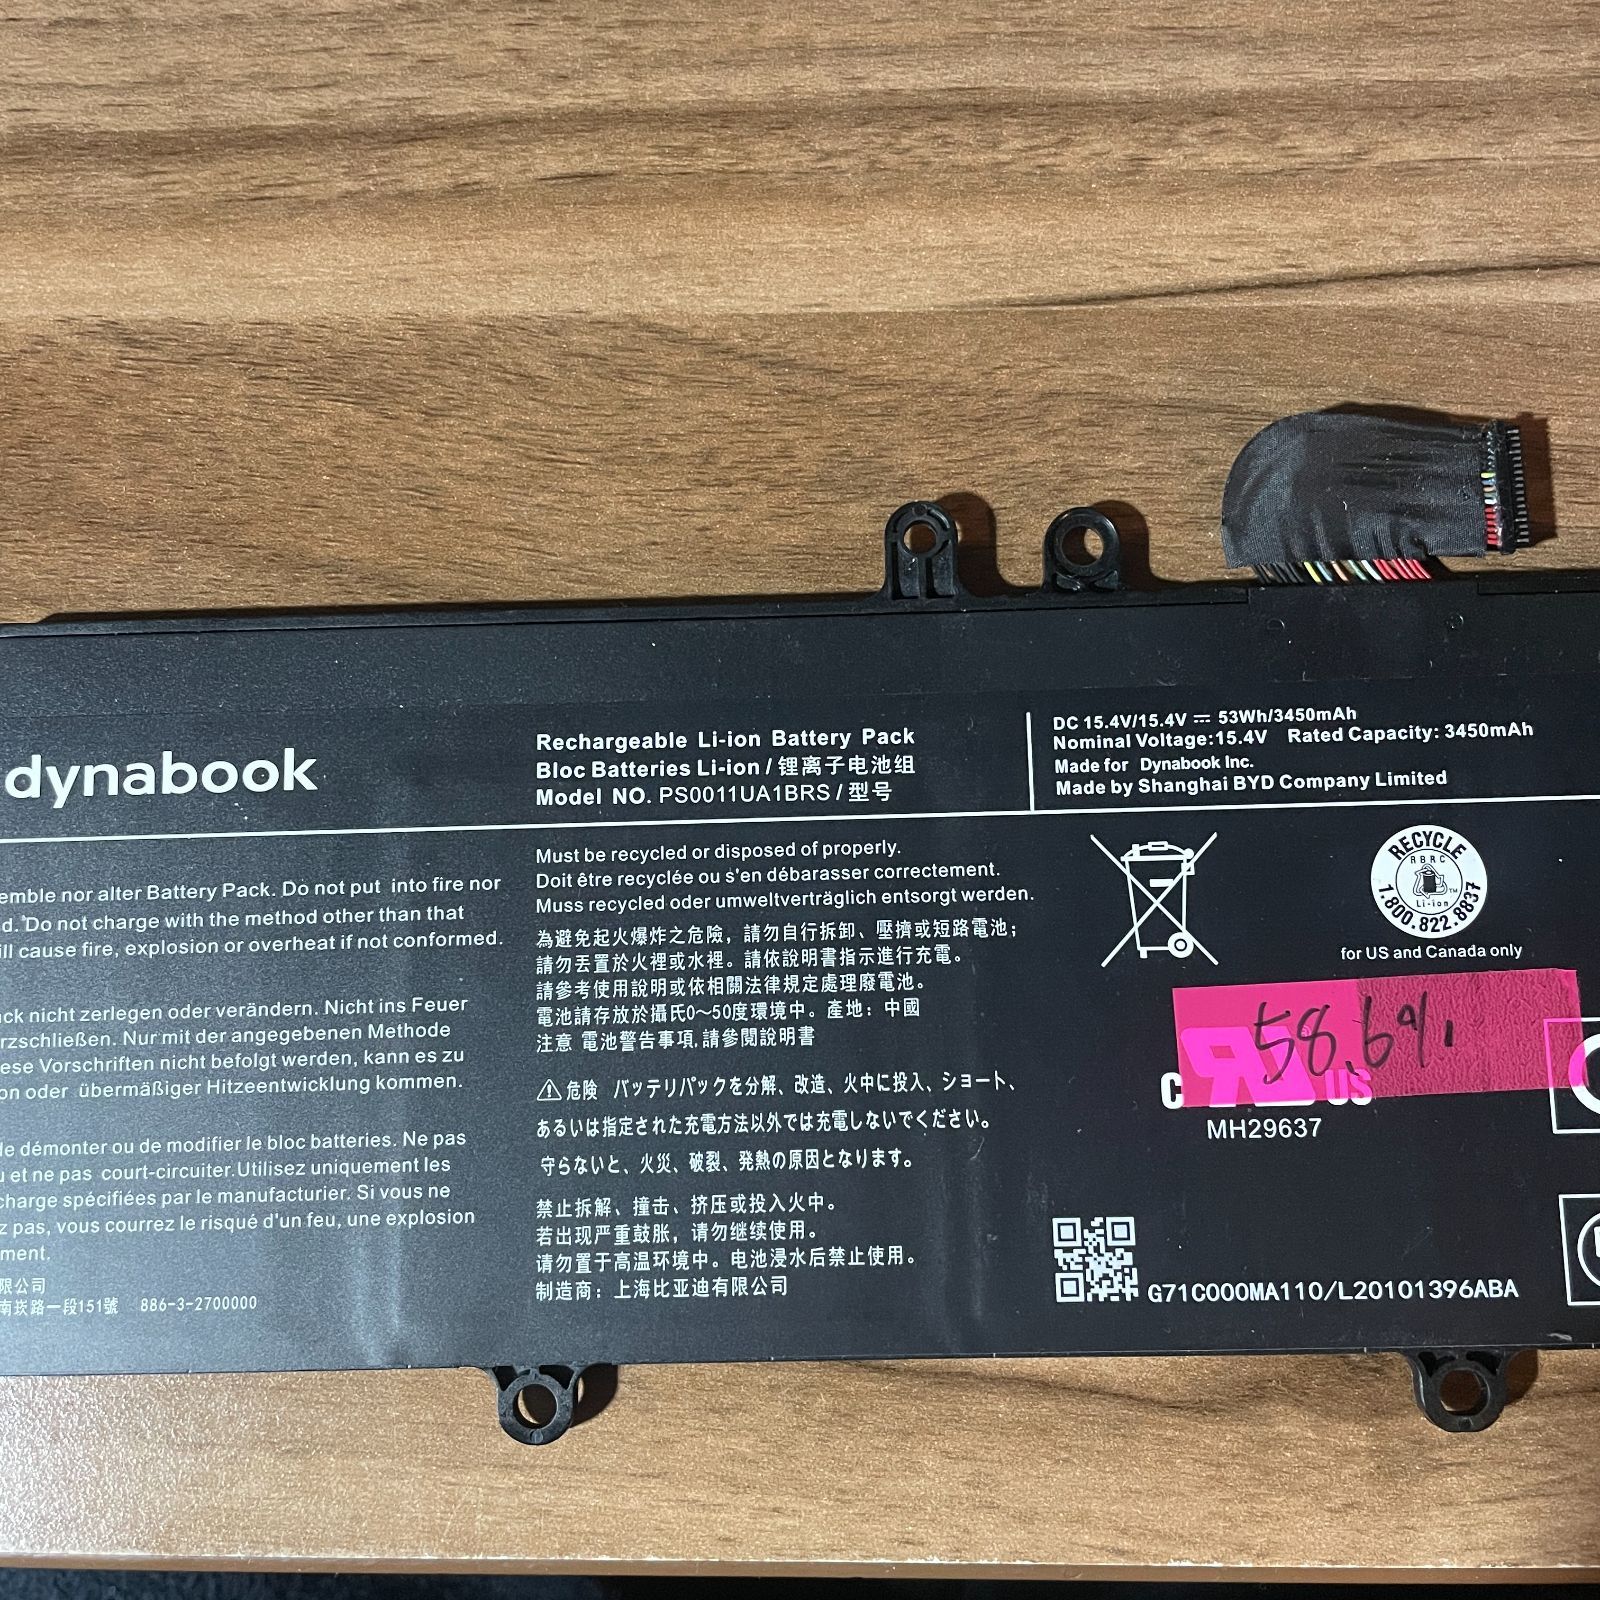 dynabook
Rechargeable Li-ion Battery Pack
Bloc Batteries Li-ion / 锂离子电池组
Model NO. PS0011UA1BRS / 型号
DC 15.4V/15.4V ⎓ 53Wh/3450mAh
Nominal Voltage:15.4V Rated Capacity: 3450mAh
Made for Dynabook Inc.
Made by Shanghai BYD Company Limited
emble nor alter Battery Pack. Do not put into fire nor
d. Do not charge with the method other than that
ill cause fire, explosion or overheat if not conformed.
ck nicht zerlegen oder verändern. Nicht ins Feuer
rzschließen. Nur mit der angegebenen Methode
ese Vorschriften nicht befolgt werden, kann es zu
on oder übermäßiger Hitzeentwicklung kommen.
de démonter ou de modifier le bloc batteries. Ne pas
u et ne pas court-circuiter.Utilisez uniquement les
charge spécifiées par le manufacturier. Si vous ne
z pas, vous courrez le risqué d'un feu, une explosion
ment.
限公司
南崁路一段151號 886-3-2700000
Must be recycled or disposed of properly.
Doit être recyclée ou s'en débarasser correctement.
Muss recycled oder umweltverträglich entsorgt werden.
為避免起火爆炸之危險，請勿自行拆卸、壓擠或短路電池；
請勿丟置於火裡或水裡。請依說明書指示進行充電。
請參考使用說明或依相關法律規定處理廢電池。
電池請存放於攝氏0～50度環境中。產地：中國
注意 電池警告事項,請參閱說明書
⚠危険 バッテリパックを分解、改造、火中に投入、ショート、
あるいは指定された充電方法以外では充電しないでください。
守らないと、火災、破裂、発熱の原因となります。
禁止拆解、撞击、挤压或投入火中。
若出现严重鼓胀，请勿继续使用。
请勿置于高温环境中。电池浸水后禁止使用。
制造商：上海比亚迪有限公司
RECYCLE
RBRC
Li-ion
1.800.822.8837
for US and Canada only
58.6%
c US
MH29637
G71C000MA110/L20101396ABA